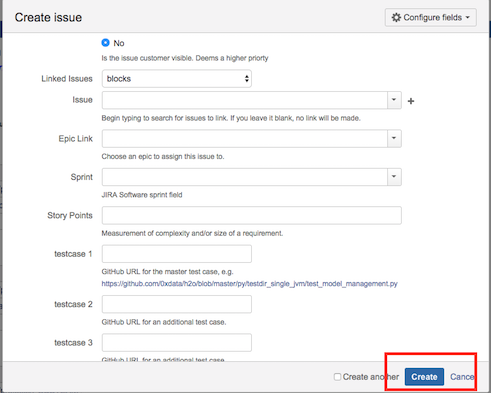 Create issue
Configure fields
No
Is the issue customer visible. Deems a higher priorty
Linked Issues
blocks
Issue
Begin typing to search for issues to link. If you leave it blank, no link will be made.
Epic Link
Choose an epic to assign this issue to.
Sprint
JIRA Software sprint field
Story Points
Measurement of complexity and/or size of a requirement.
testcase 1
GitHub URL for the master test case, e.g.
https://github.com/0xdata/h2o/blob/master/py/testdir_single_jvm/test_model_management.py
testcase 2
GitHub URL for an additional test case.
testcase 3
GitHub URL for an additional test case.
Create another
Create
Cancel